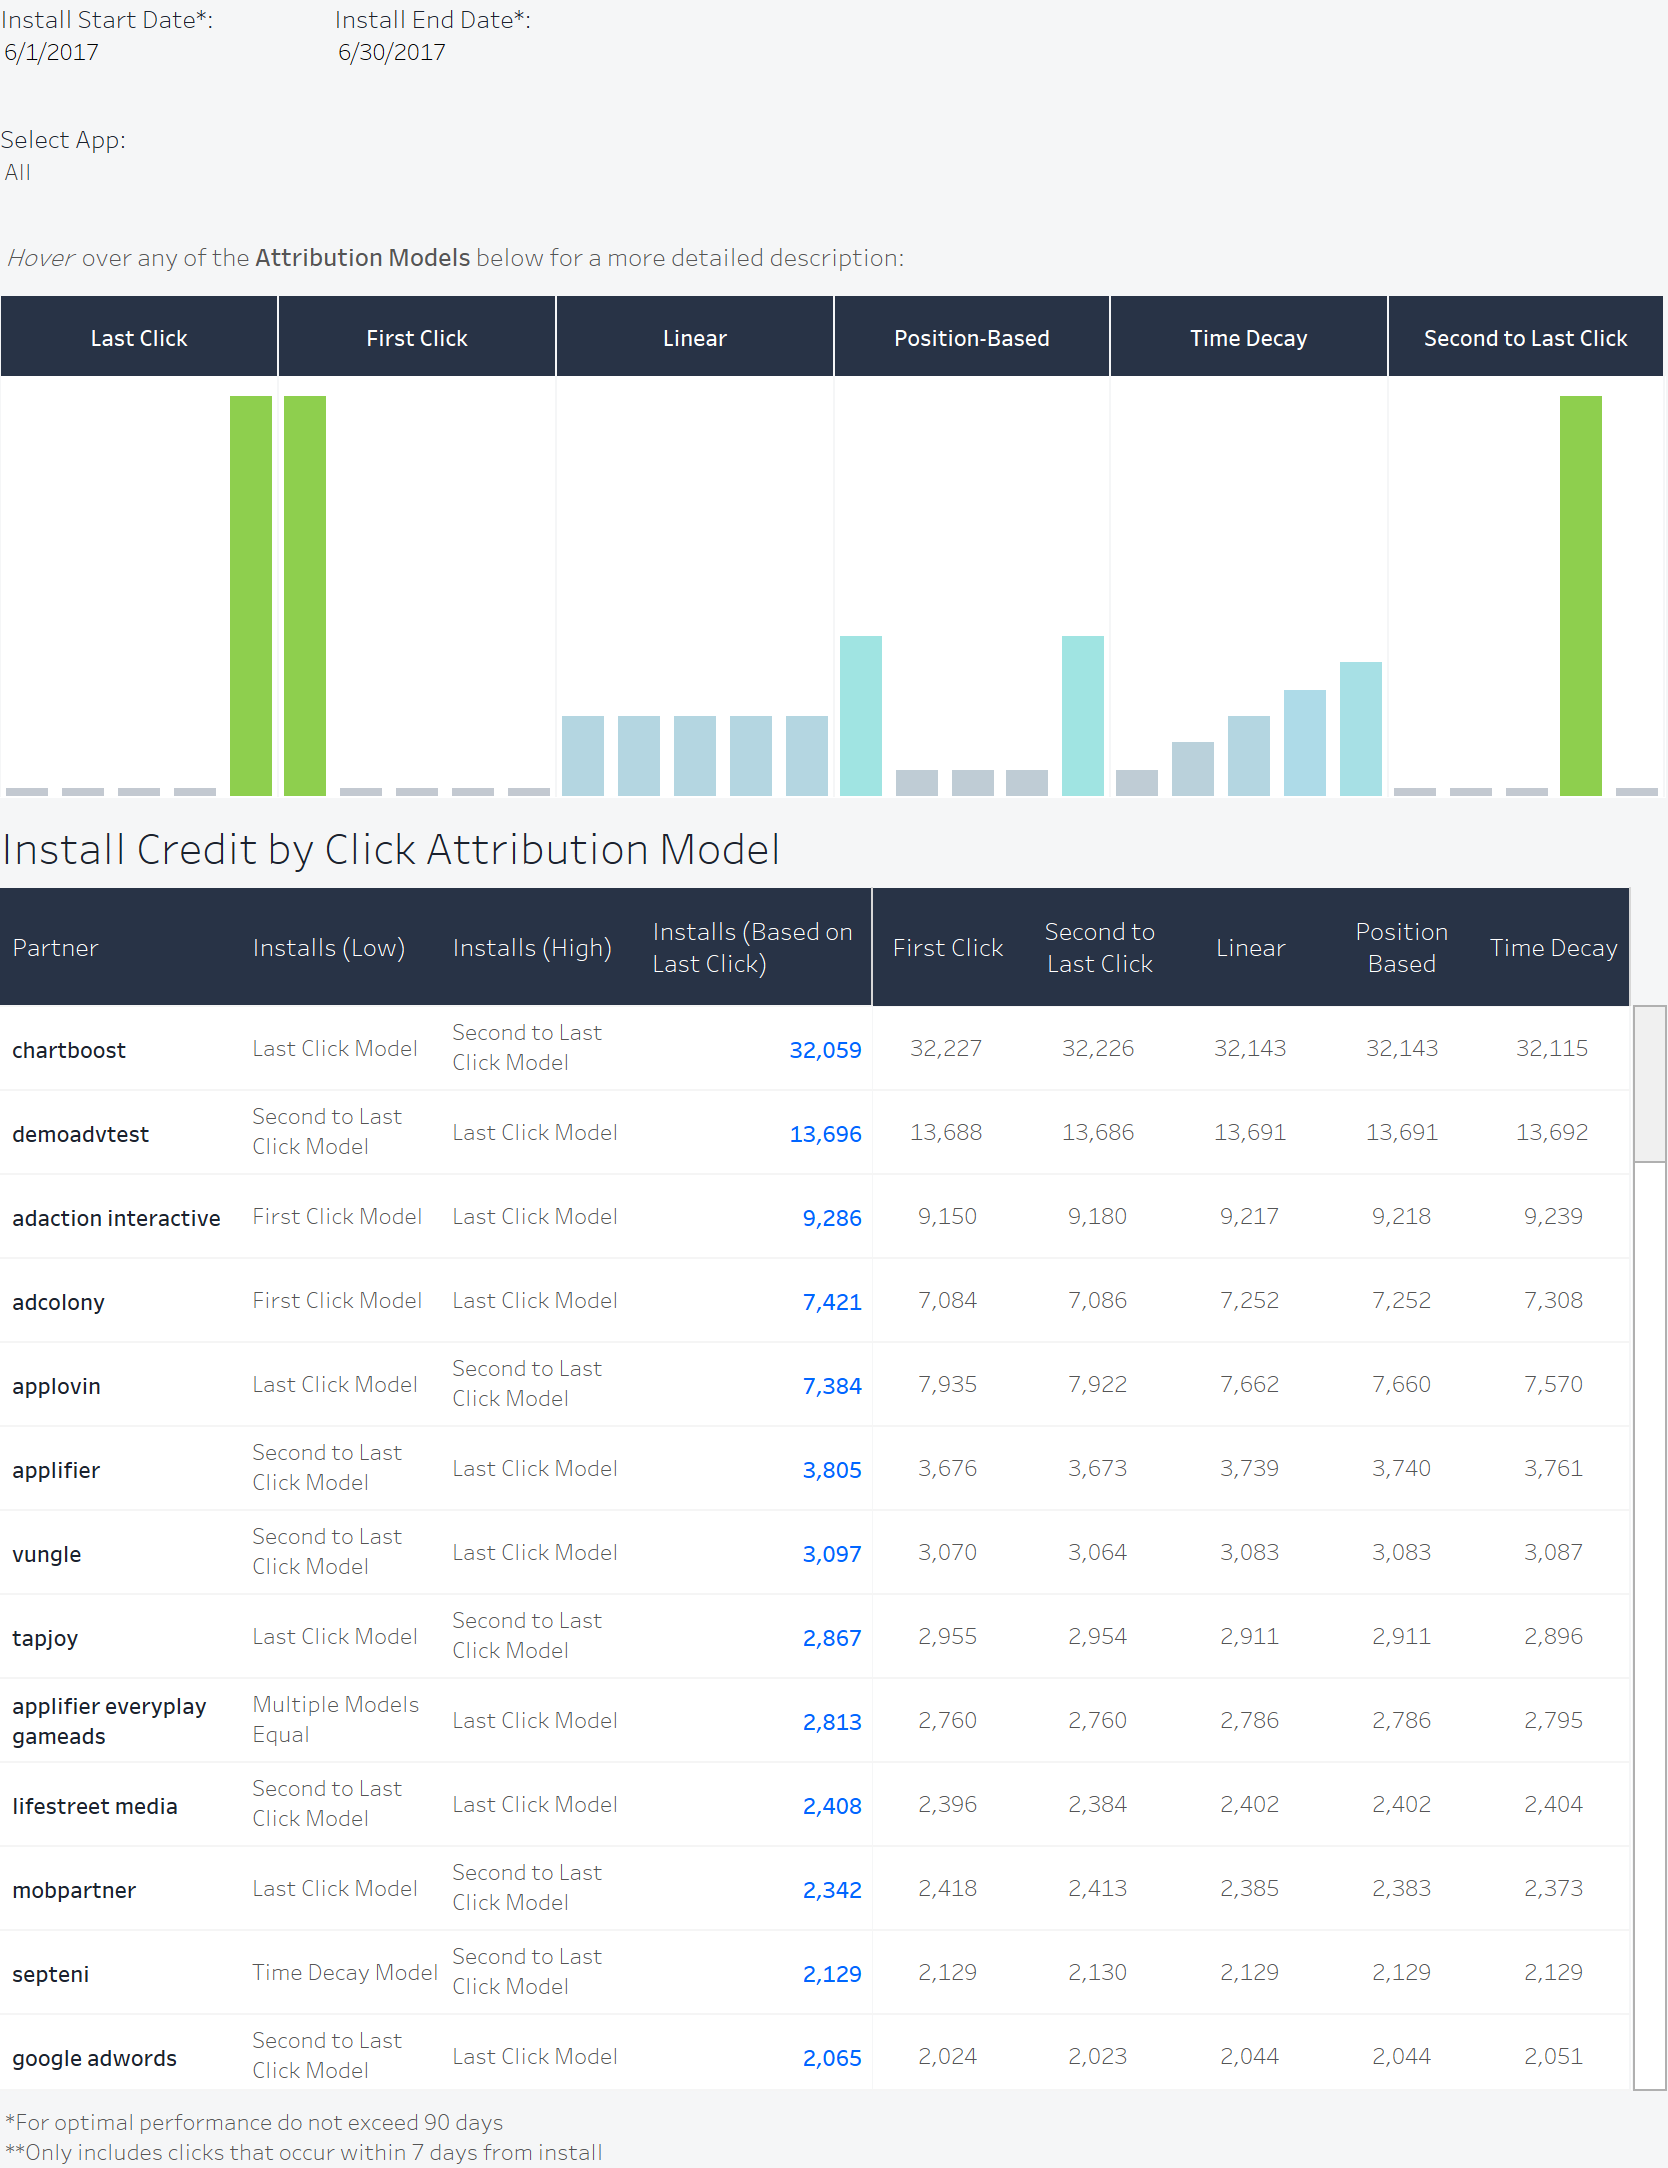 Install Start Date*: Install End Date*:
6/1/2017 6/30/2017
Select App:
All
Hover over any of the Attribution Models below for a more detailed description:
Last Click First Click Linear Position-Based Time Decay Second to Last Click
Install Credit by Click Attribution Model
Partner Installs (Low) Installs (High) Installs (Based on Last Click) First Click Second to Last Click Linear Position Based Time Decay
chartboost Last Click Model Second to Last Click Model 32,059 32,227 32,226 32,143 32,143 32,115
demoadvtest Second to Last Click Model Last Click Model 13,696 13,688 13,686 13,691 13,691 13,692
adaction interactive First Click Model Last Click Model 9,286 9,150 9,180 9,217 9,218 9,239
adcolony First Click Model Last Click Model 7,421 7,084 7,086 7,252 7,252 7,308
applovin Last Click Model Second to Last Click Model 7,384 7,935 7,922 7,662 7,660 7,570
applifier Second to Last Click Model Last Click Model 3,805 3,676 3,673 3,739 3,740 3,761
vungle Second to Last Click Model Last Click Model 3,097 3,070 3,064 3,083 3,083 3,087
tapjoy Last Click Model Second to Last Click Model 2,867 2,955 2,954 2,911 2,911 2,896
applifier everyplay gameads Multiple Models Equal Last Click Model 2,813 2,760 2,760 2,786 2,786 2,795
lifestreet media Second to Last Click Model Last Click Model 2,408 2,396 2,384 2,402 2,402 2,404
mobpartner Last Click Model Second to Last Click Model 2,342 2,418 2,413 2,385 2,383 2,373
septeni Time Decay Model Second to Last Click Model 2,129 2,129 2,130 2,129 2,129 2,129
google adwords Second to Last Click Model Last Click Model 2,065 2,024 2,023 2,044 2,044 2,051
*For optimal performance do not exceed 90 days
**Only includes clicks that occur within 7 days from install